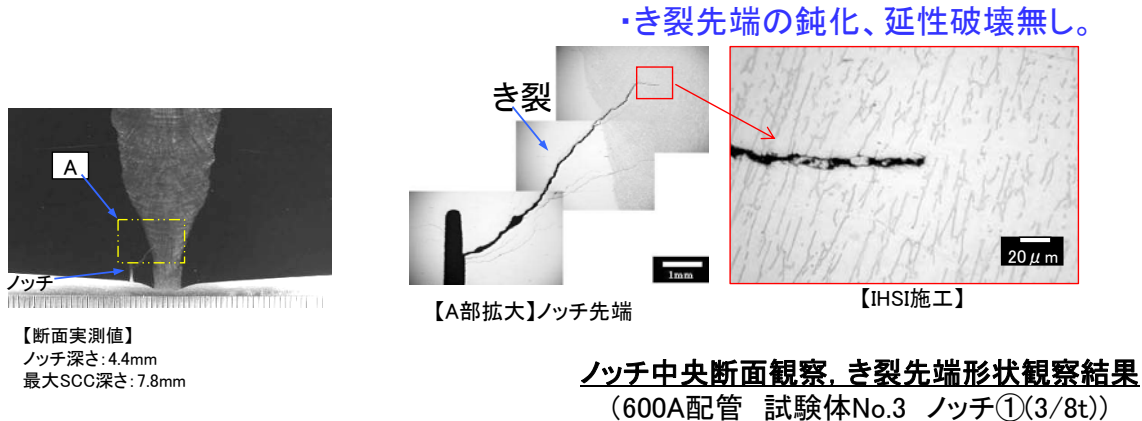 ・き裂先端の鈍化、延性破壊無し。
き裂
A
ノッチ
1mm
20μm
【A部拡大】ノッチ先端
【IHSI施工】
【断面実測値】
ノッチ深さ：4.4mm
最大SCC深さ：7.8mm
ノッチ中央断面観察，き裂先端形状観察結果
（600A配管　試験体No.3　ノッチ①(3/8t)）